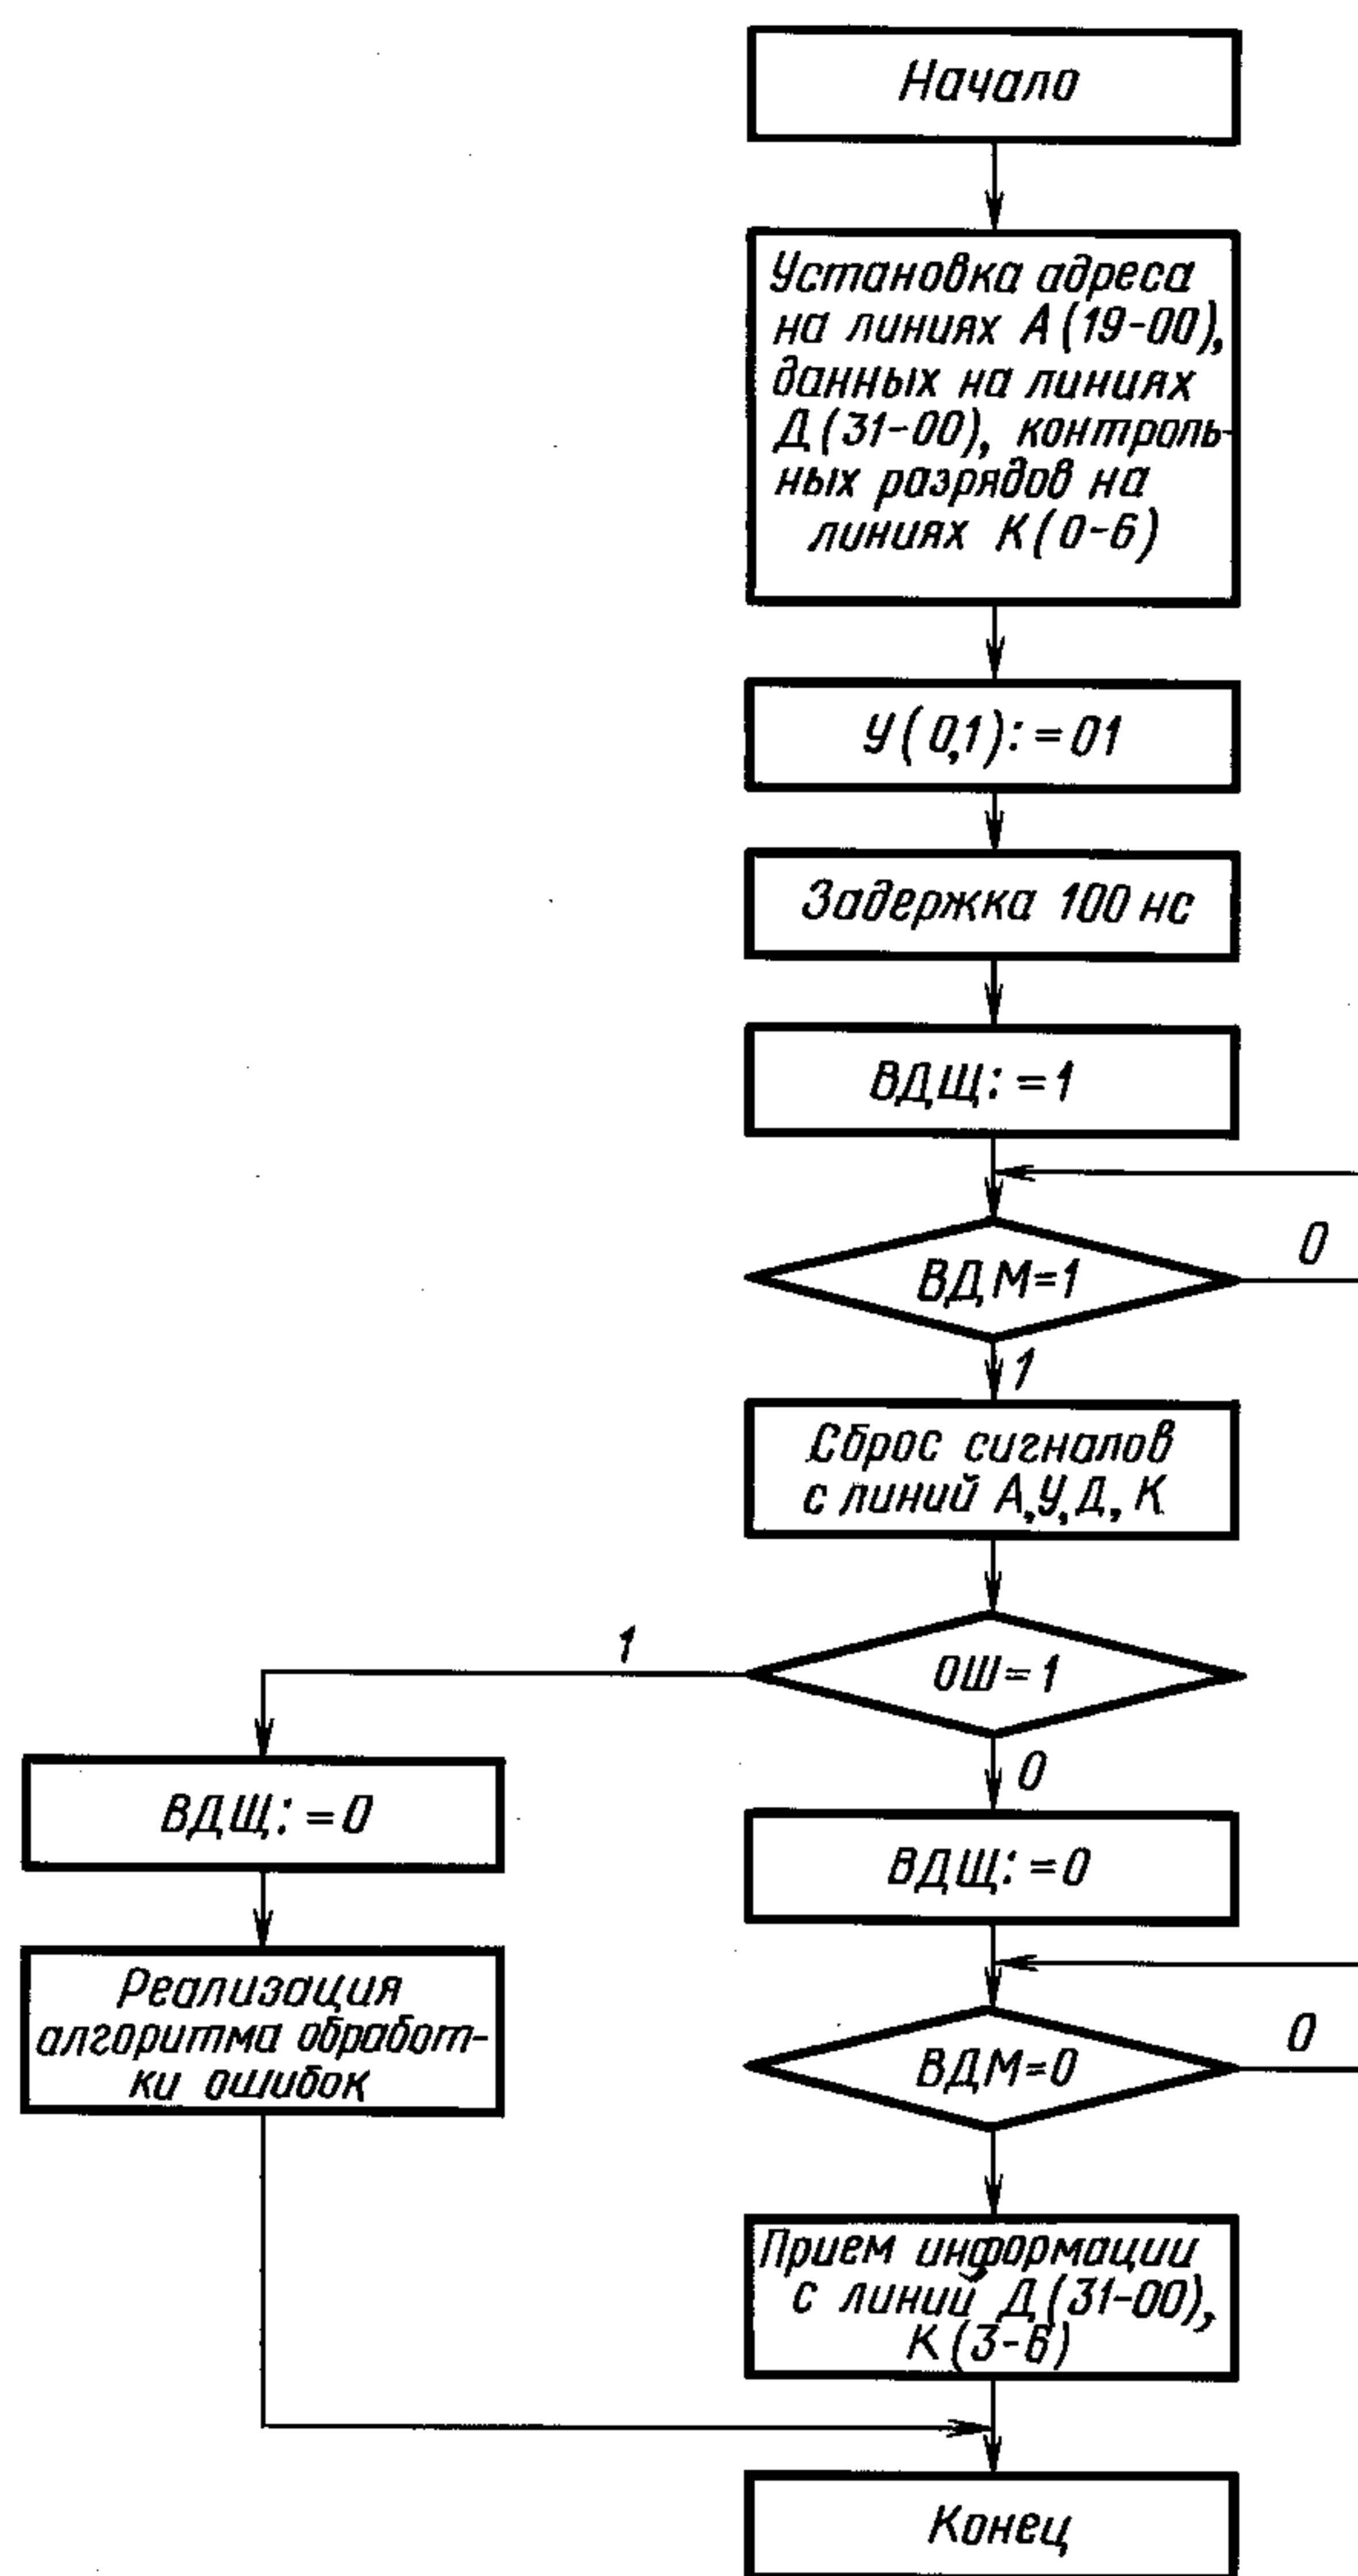 Начало
Установка адреса
на линиях А(19-00),
данных на линиях
Д(31-00), контроль-
ных разрядов на
линиях К(0-6)
У(0,1):=01
Задержка 100 нс
ВДЩ:=1
0
ВДМ=1
1
Сброс сигналов
с линий А,У,Д,К
1
ОШ=1
0
ВДЩ:=0
ВДЩ:=0
Реализация
алгоритма обработ-
ки ошибок
0
ВДМ=0
Прием информации
с линий Д(31-00),
К(3-6)
Конец